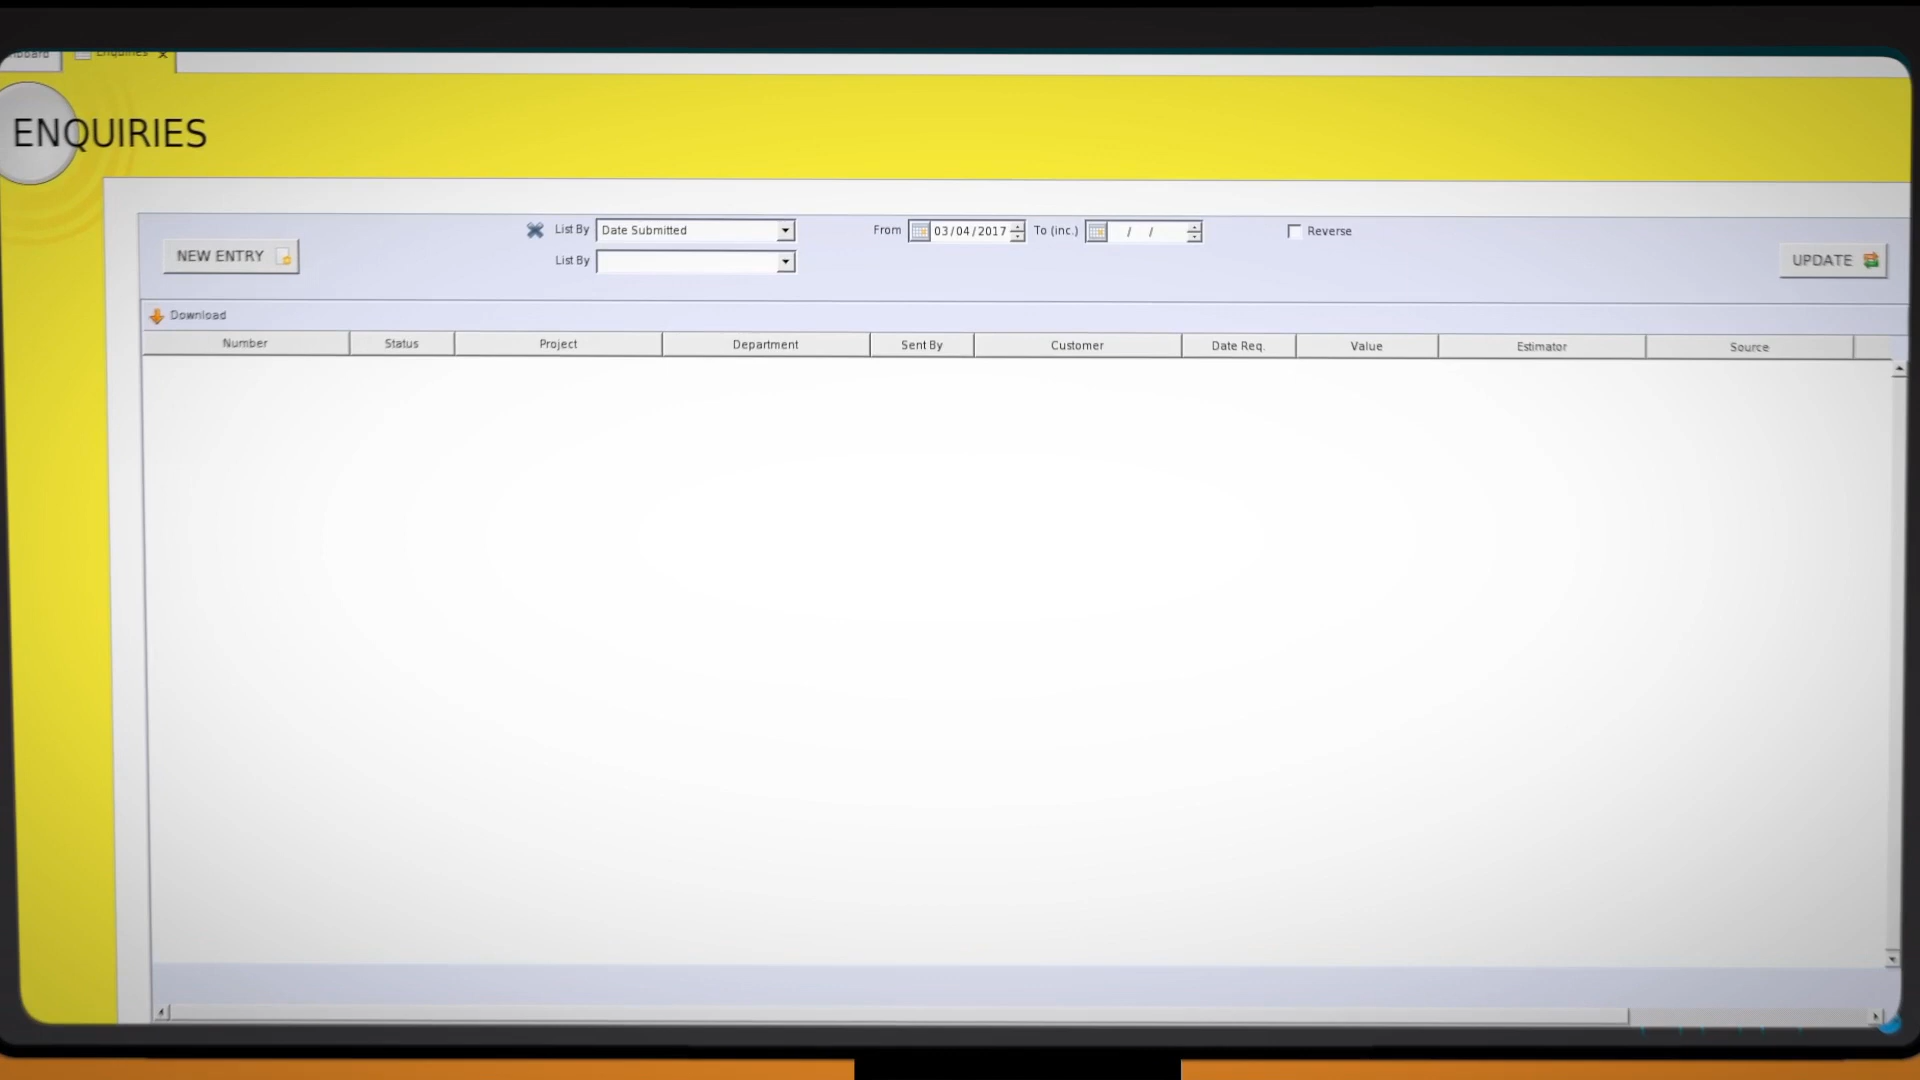 Enquiries x
ENQUIRIES
NEW ENTRY
List By Date Submitted
From 03/04/2017 To (inc.) / /
Reverse
List By
UPDATE
Download
Number Status Project Department Sent By Customer Date Req. Value Estimator Source